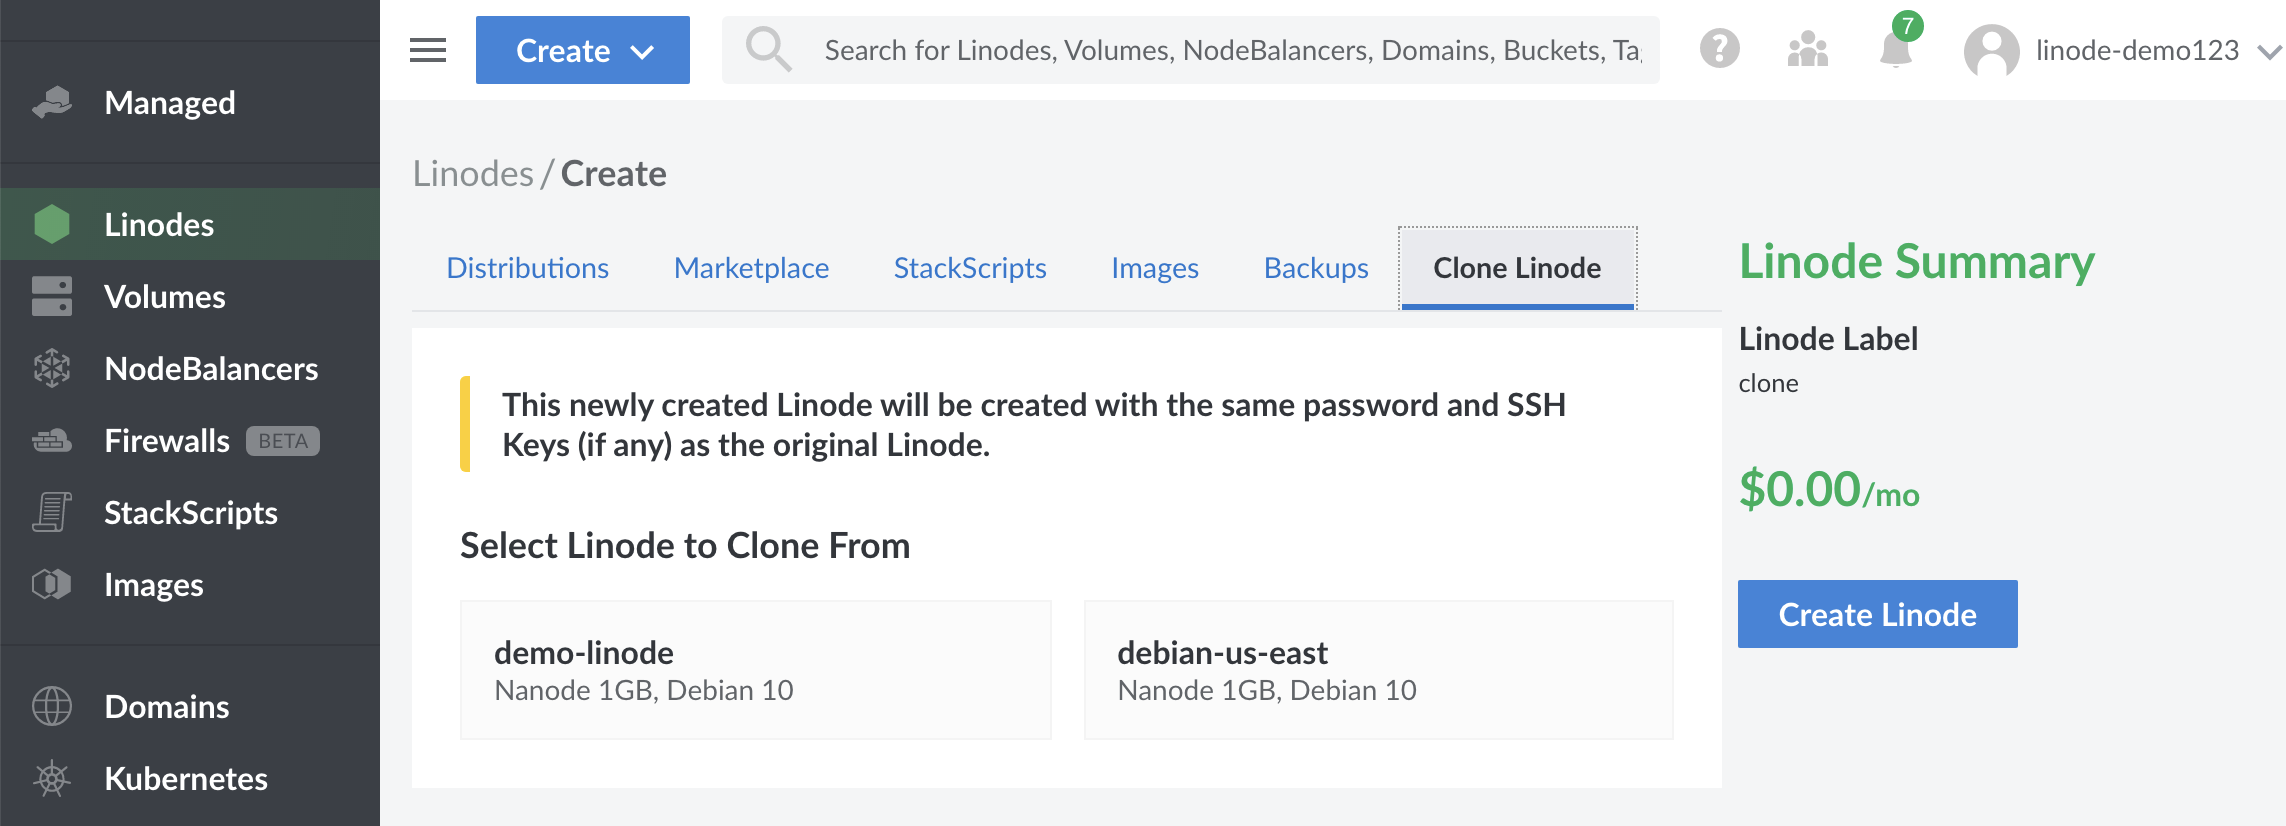 Managed
Linodes
Volumes
NodeBalancers
Firewalls BETA
StackScripts
Images
Domains
Kubernetes
Create
Search for Linodes, Volumes, NodeBalancers, Domains, Buckets, Ta
?
7
linode-demo123
Linodes / Create
Distributions Marketplace StackScripts Images Backups Clone Linode
This newly created Linode will be created with the same password and SSH
Keys (if any) as the original Linode.
Select Linode to Clone From
demo-linode
Nanode 1GB, Debian 10
debian-us-east
Nanode 1GB, Debian 10
Linode Summary
Linode Label
clone
$0.00/mo
Create Linode